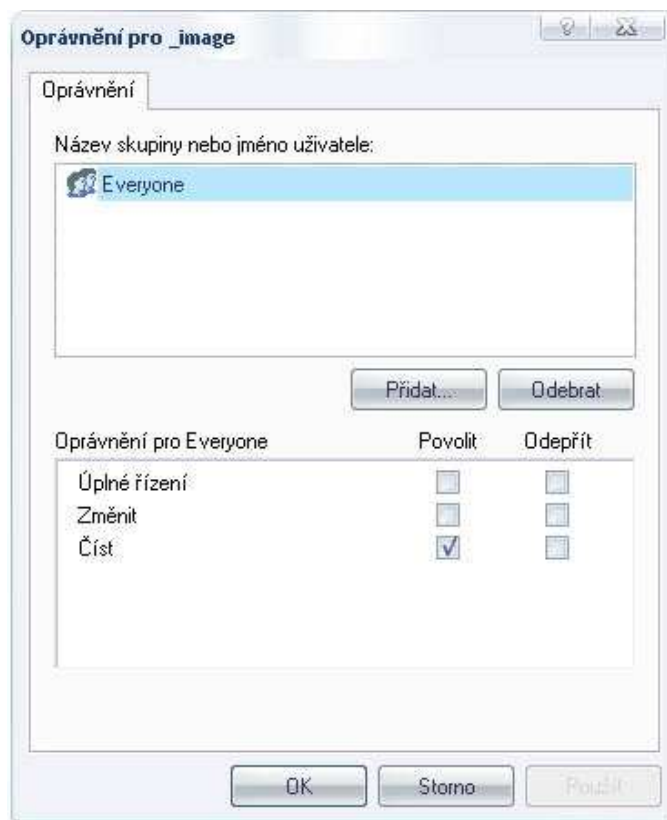 Oprávnění pro _image
Oprávnění
Název skupiny nebo jméno uživatele:
Everyone
Přidat... Odebrat
Oprávnění pro Everyone Povolit Odepřít
Úplné řízení
Změnit
Číst
OK Storno Použít